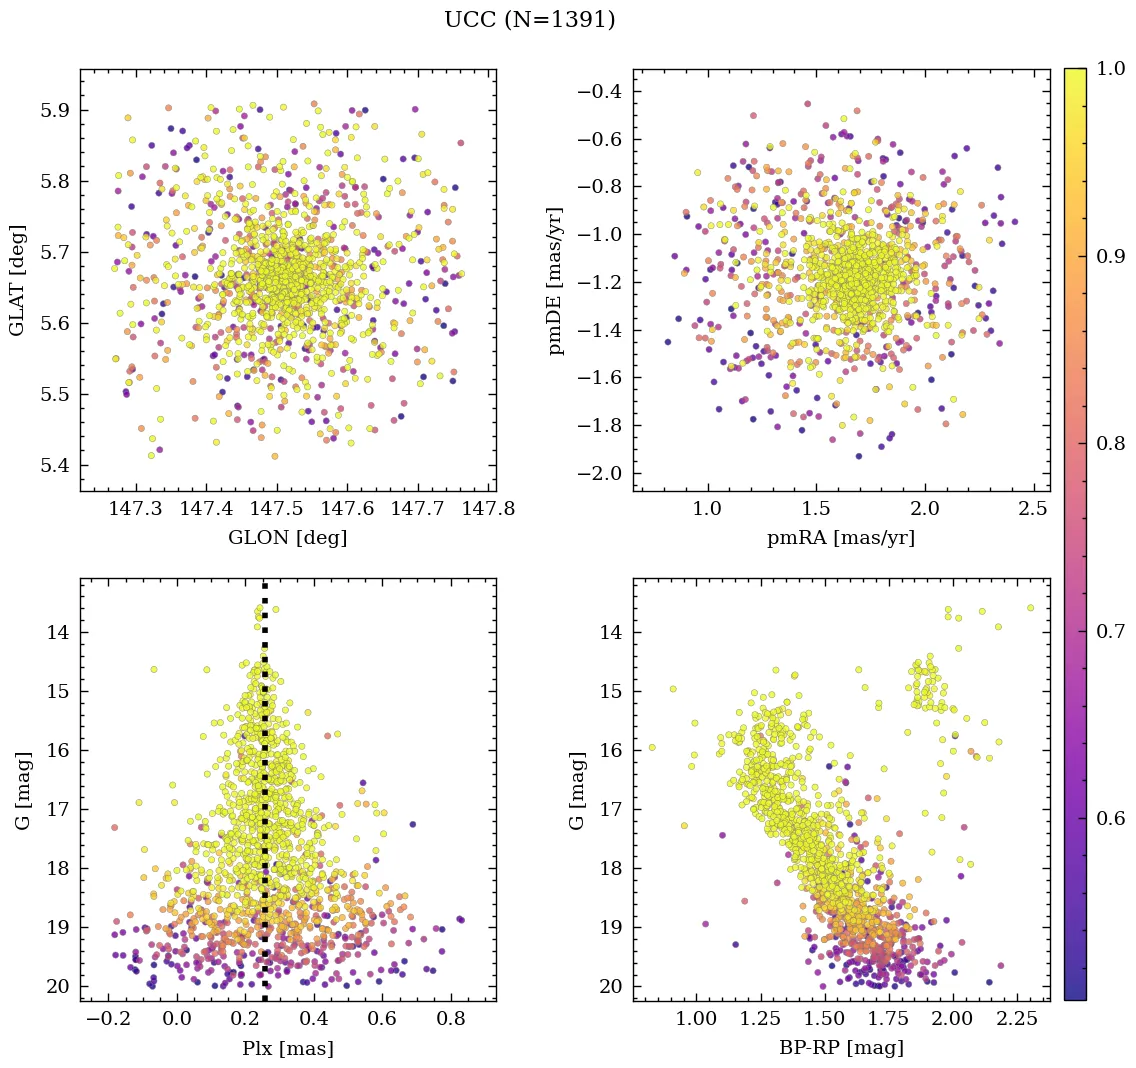 UCC (N=1391)
5.9
5.8
5.7
5.6
5.5
5.4
GLAT [deg]
147.3 147.4 147.5 147.6 147.7 147.8
GLON [deg]
−0.4
−0.6
−0.8
−1.0
−1.2
−1.4
−1.6
−1.8
−2.0
pmDE [mas/yr]
1.0 1.5 2.0 2.5
pmRA [mas/yr]
1.0
0.9
0.8
0.7
0.6
14
15
16
17
18
19
20
G [mag]
−0.2 0.0 0.2 0.4 0.6 0.8
Plx [mas]
14
15
16
17
18
19
20
G [mag]
1.00 1.25 1.50 1.75 2.00 2.25
BP-RP [mag]